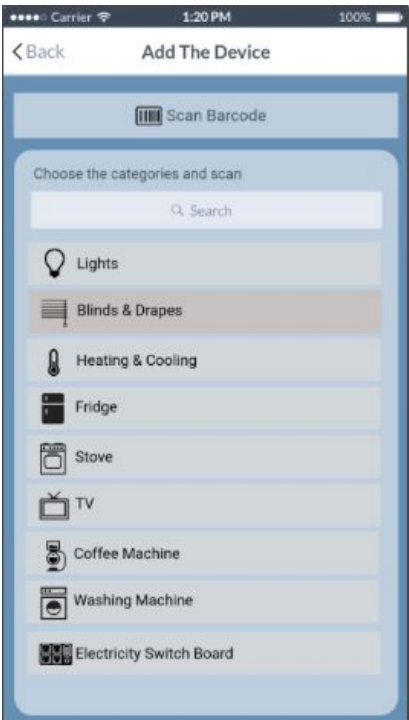 Carrier 1:20 PM 100%
Back Add The Device
Scan Barcode
Choose the categories and scan
Search
Lights
Blinds & Drapes
Heating & Cooling
Fridge
Stove
TV
Coffee Machine
Washing Machine
Electricity Switch Board